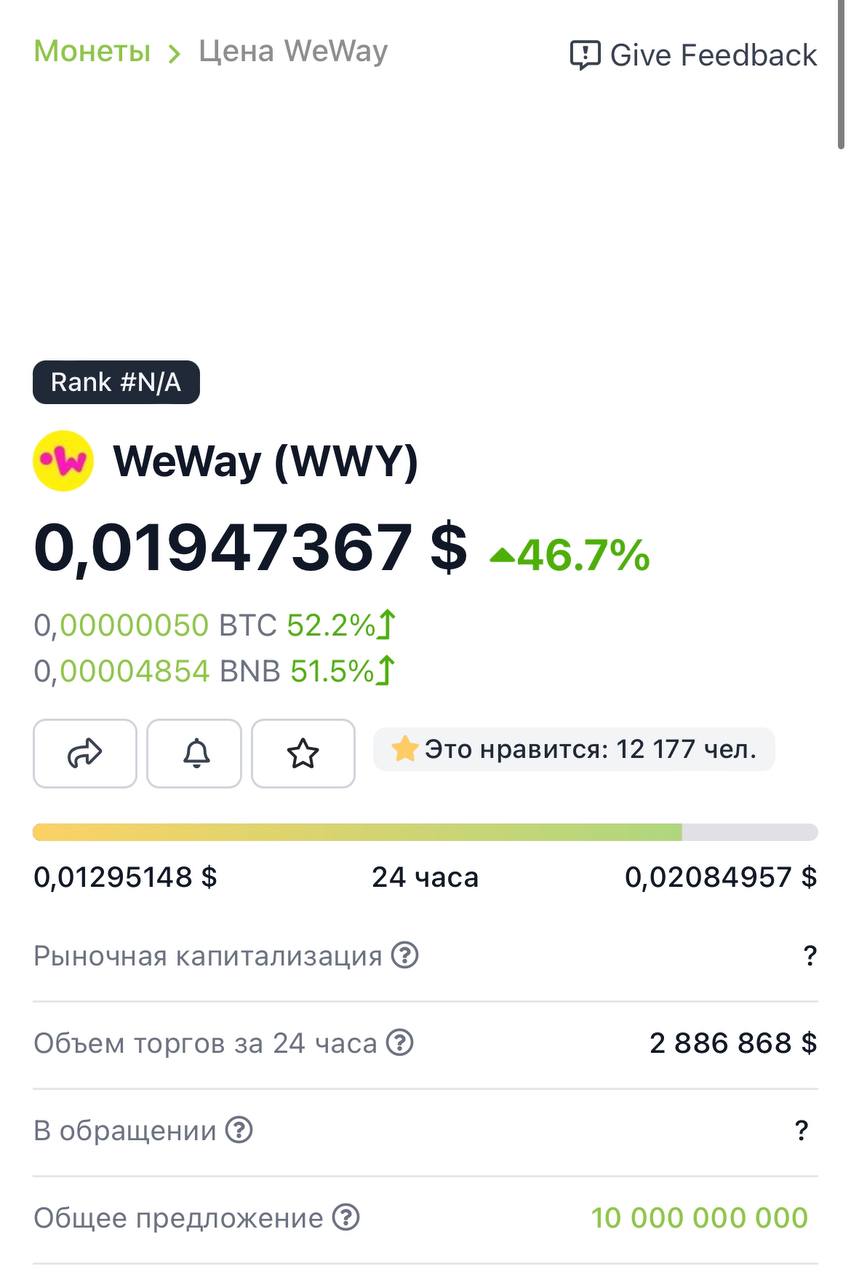 Монеты > Цена WeWay
Give Feedback
Rank #N/A
WeWay (WWY)
0,01947367 $ ▲46.7%
0,00000050 BTC 52.2%⤴
0,00004854 BNB 51.5%⤴
Это нравится: 12 177 чел.
0,01295148 $ 24 часа 0,02084957 $
Рыночная капитализация ?
Объем торгов за 24 часа 2 886 868 $
В обращении ?
Общее предложение 10 000 000 000